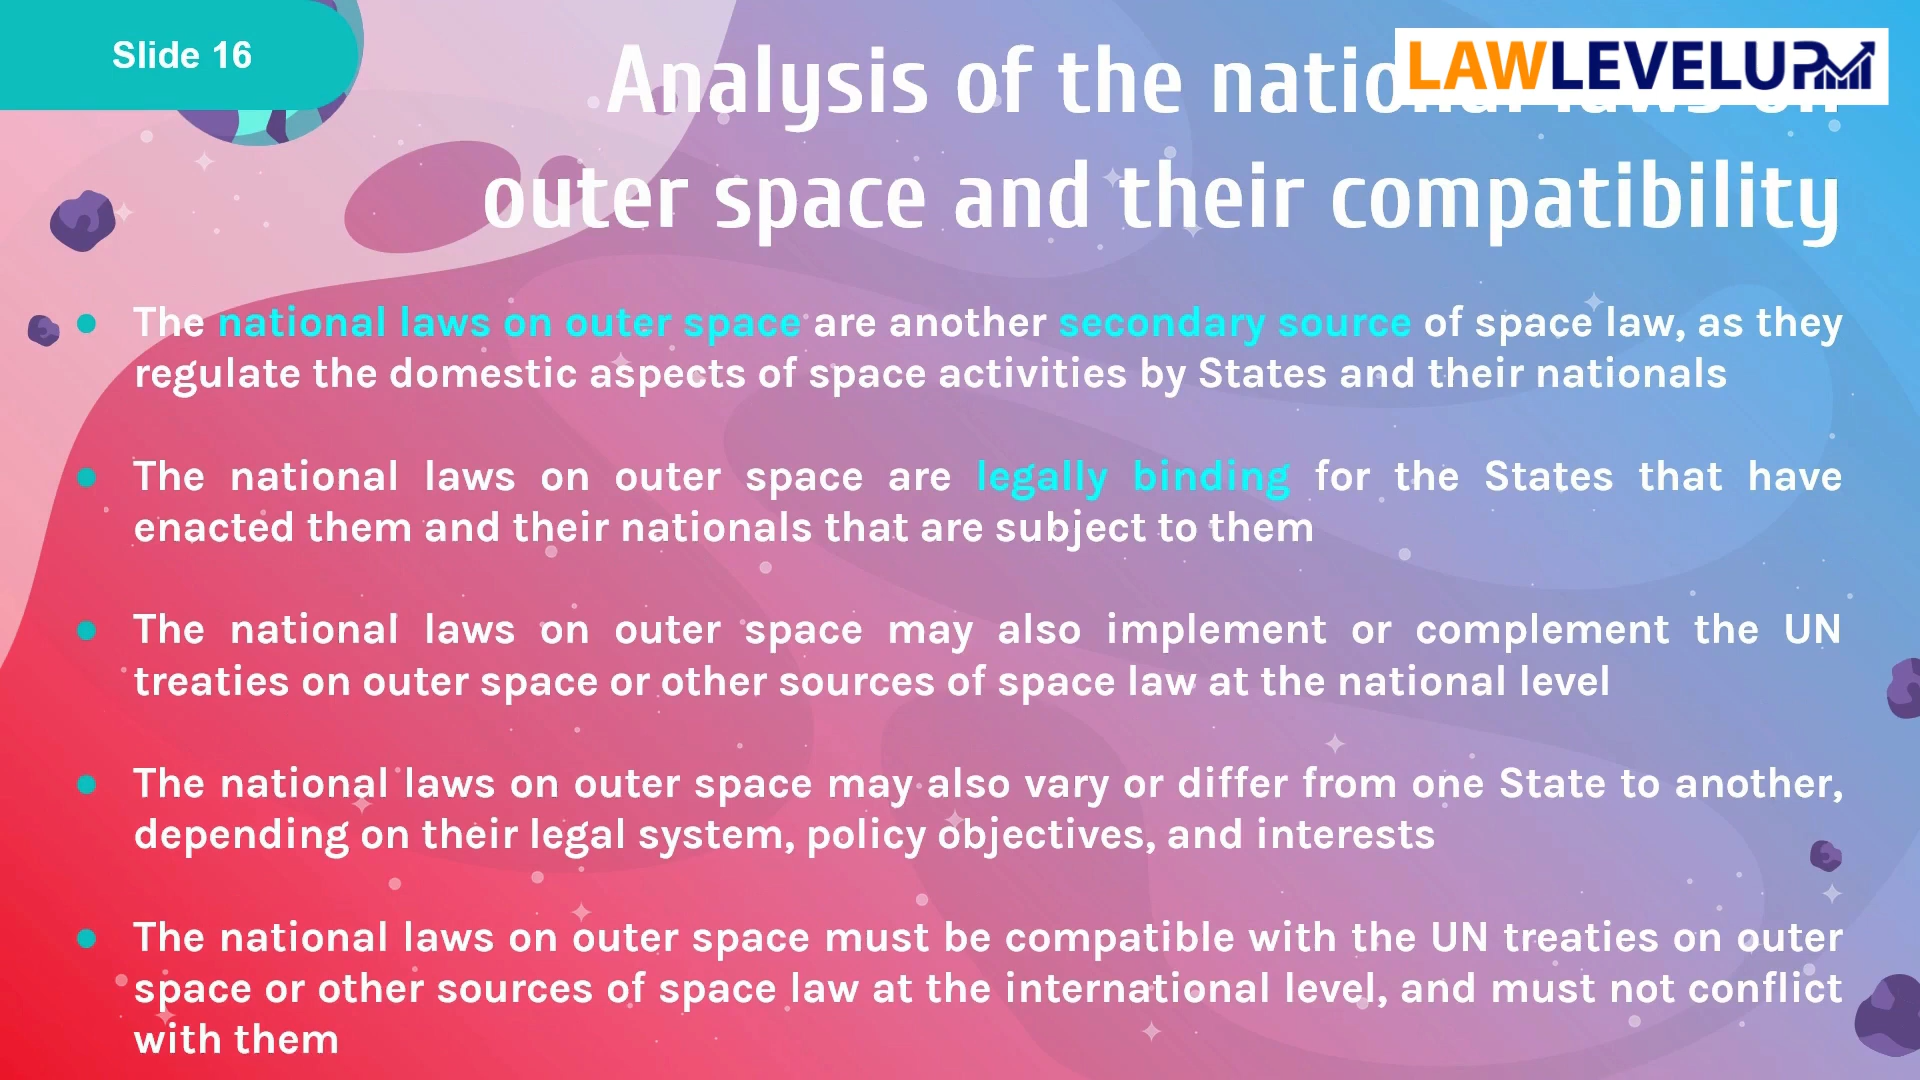 Slide 16
LAWLEVELUP
Analysis of the national laws on
outer space and their compatibility
The national laws on outer space are another secondary source of space law, as they
regulate the domestic aspects of space activities by States and their nationals
The national laws on outer space are legally binding for the States that have
enacted them and their nationals that are subject to them
The national laws on outer space may also implement or complement the UN
treaties on outer space or other sources of space law at the national level
The national laws on outer space may also vary or differ from one State to another,
depending on their legal system, policy objectives, and interests
The national laws on outer space must be compatible with the UN treaties on outer
space or other sources of space law at the international level, and must not conflict
with them